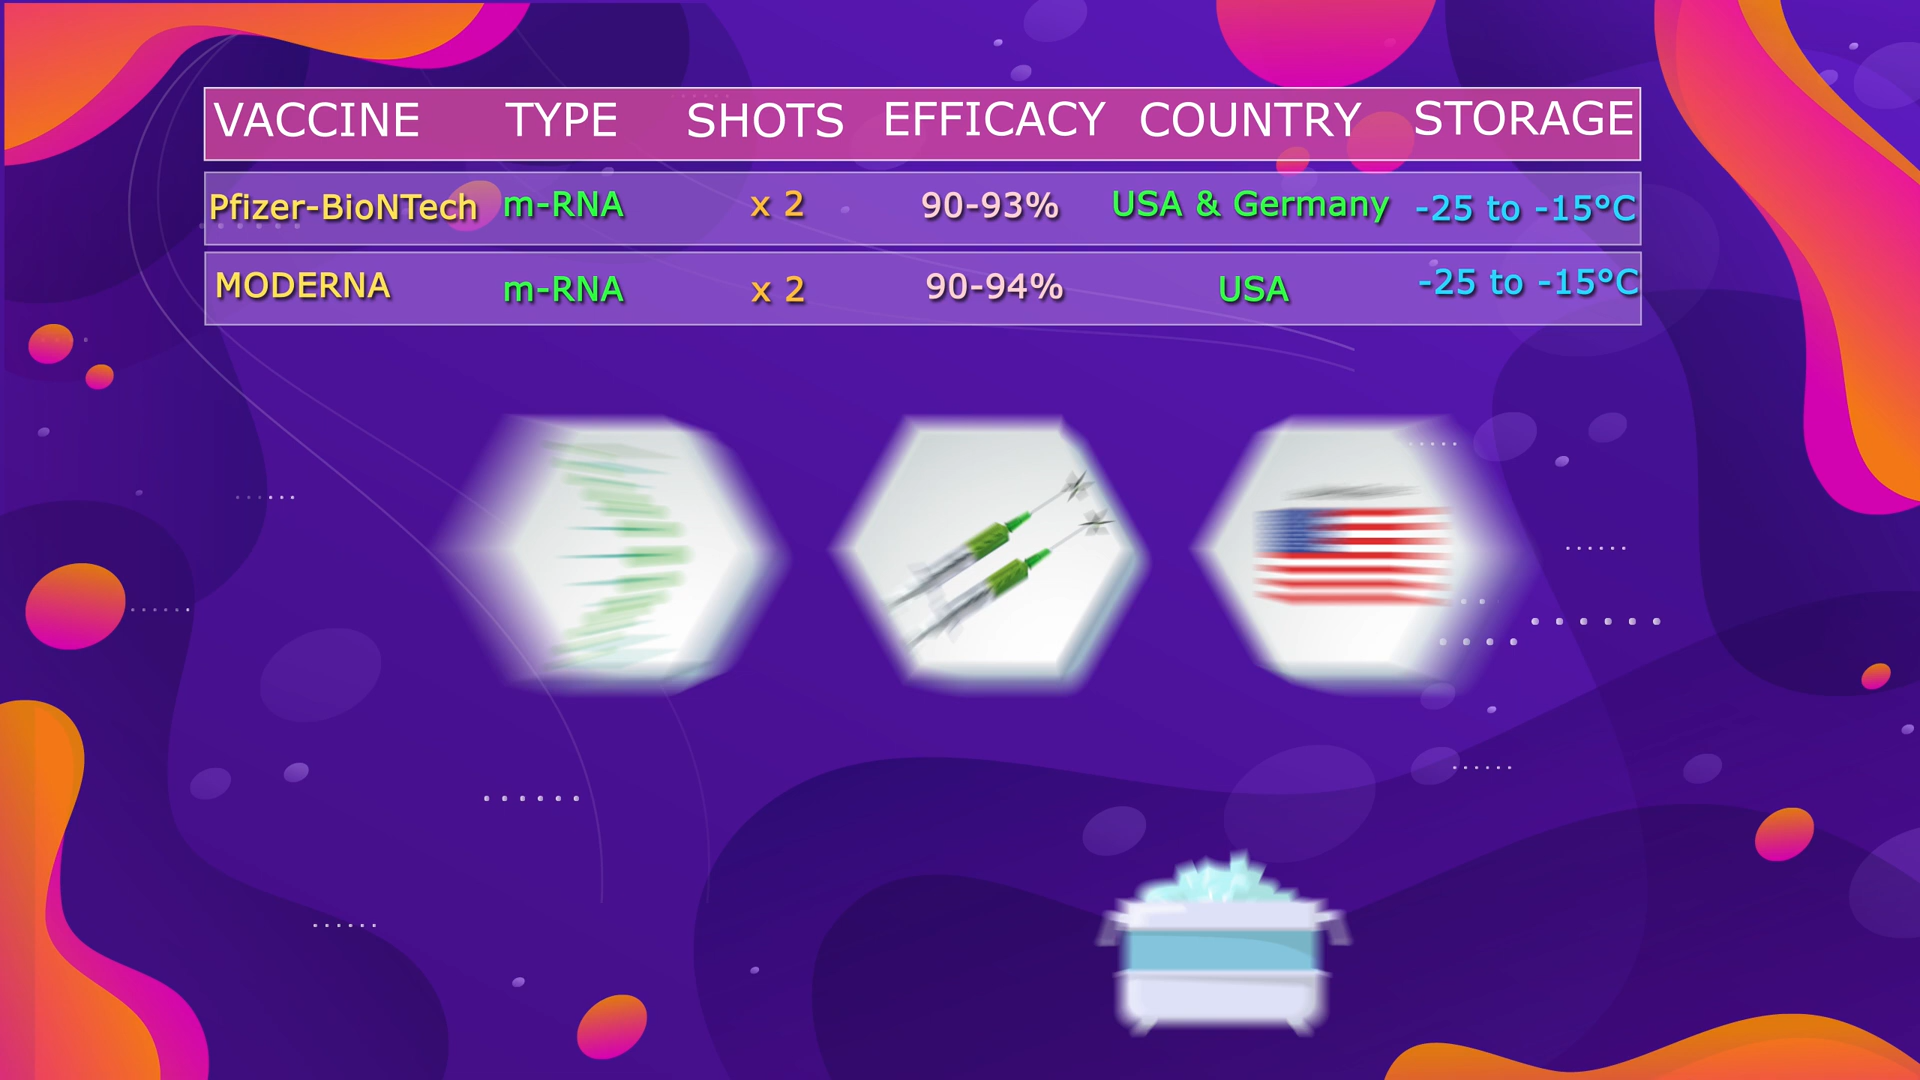 VACCINE TYPE SHOTS EFFICACY COUNTRY STORAGE
Pfizer-BioNTech m-RNA x 2 90-93% USA & Germany -25 to -15°C
MODERNA m-RNA x 2 90-94% USA -25 to -15°C